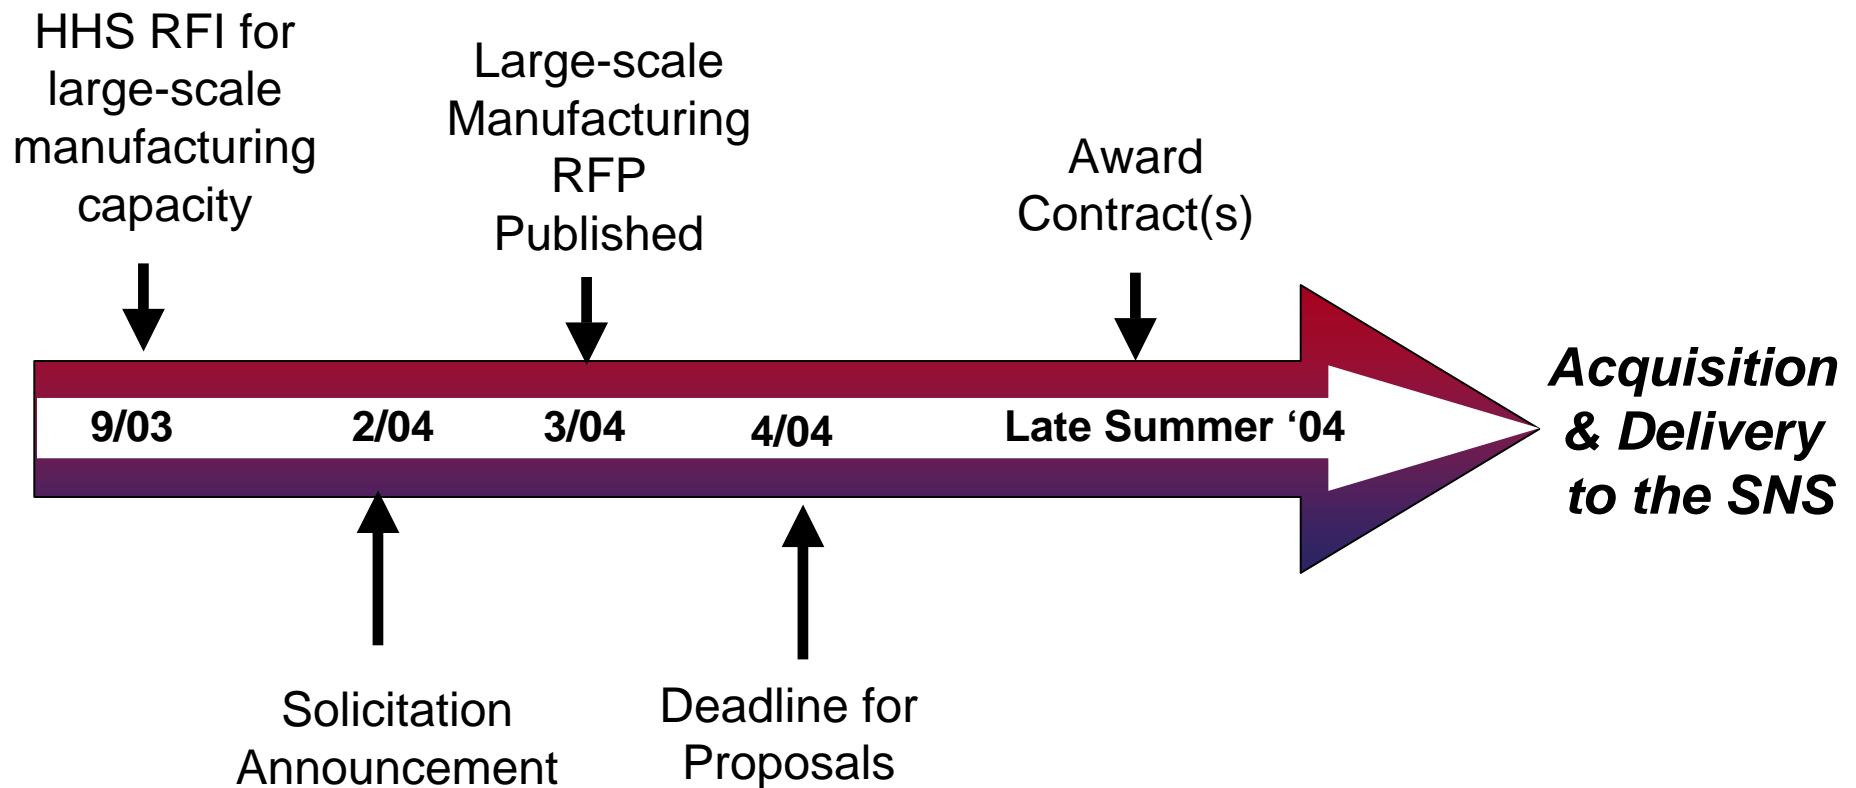 HHS RFI for
large-scale
manufacturing
capacity
Large-scale
Manufacturing
RFP
Published
Award
Contract(s)
9/03
2/04
3/04
4/04
Late Summer ‘04
Acquisition
& Delivery
to the SNS
Solicitation
Announcement
Deadline for
Proposals